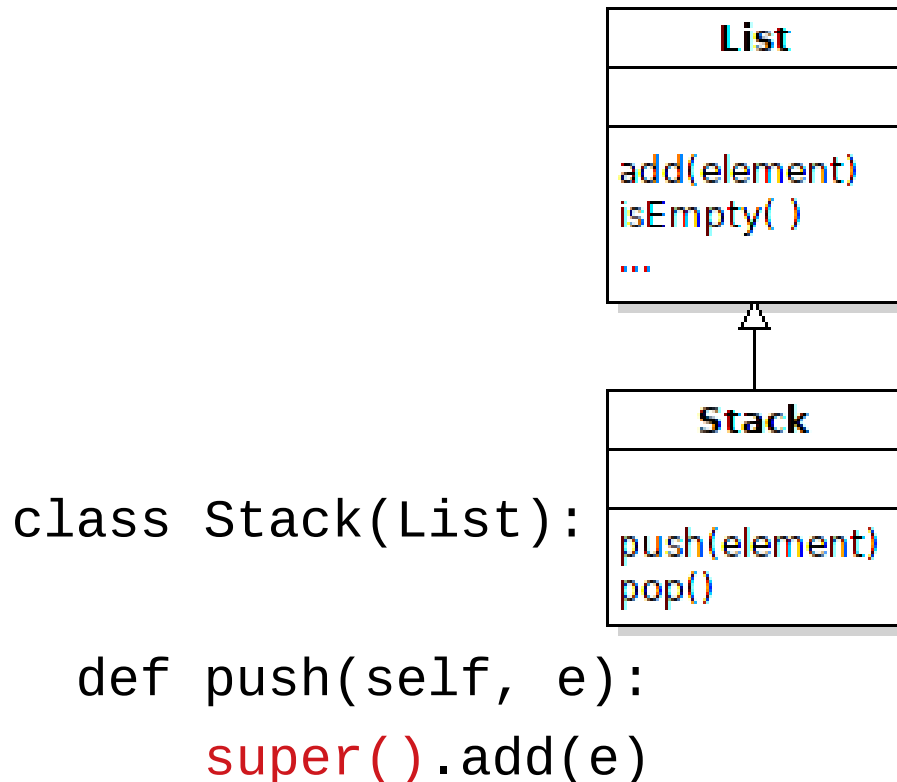 List
add(element)
isEmpty( )
...
Stack
push(element)
pop()
class Stack(List):
def push(self, e):
super().add(e)